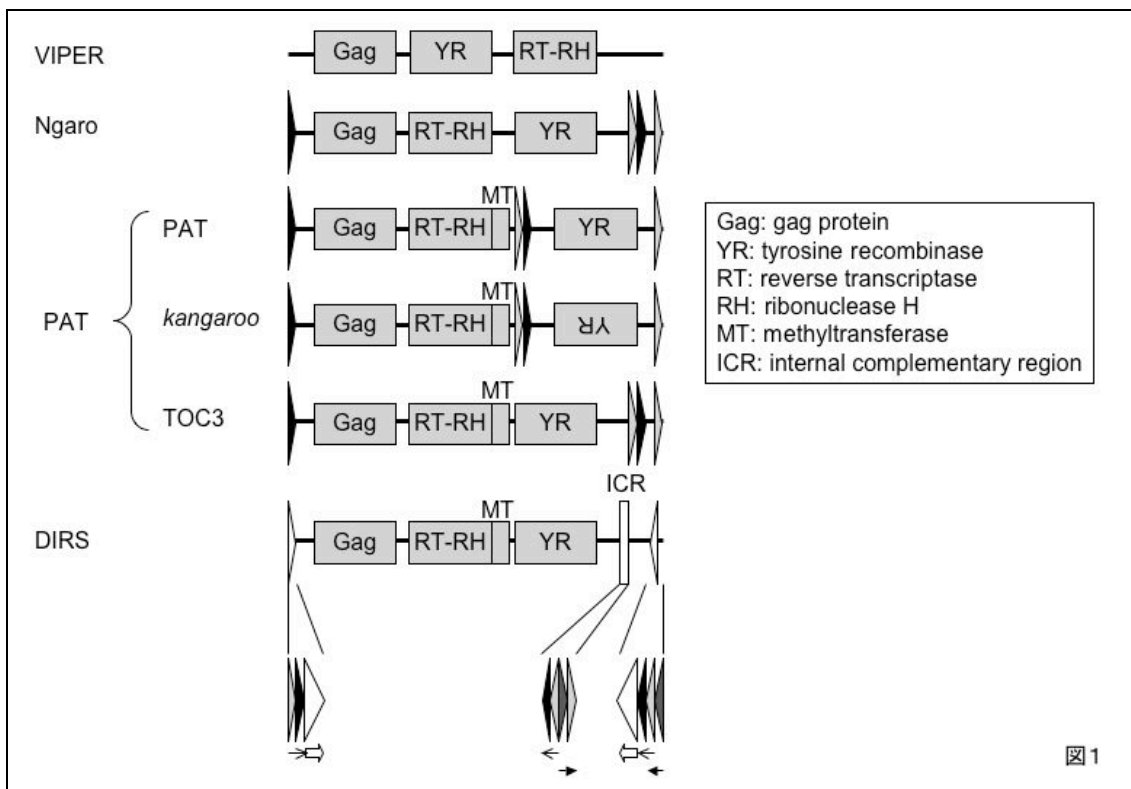 VIPER
Gag YR RT-RH
Ngaro
Gag RT-RH YR
PAT
PAT
MT
Gag RT-RH YR
kangaroo
MT
Gag RT-RH YR
TOC3
MT
Gag RT-RH YR
DIRS
MT ICR
Gag RT-RH YR
Gag: gag protein
YR: tyrosine recombinase
RT: reverse transcriptase
RH: ribonuclease H
MT: methyltransferase
ICR: internal complementary region
図1